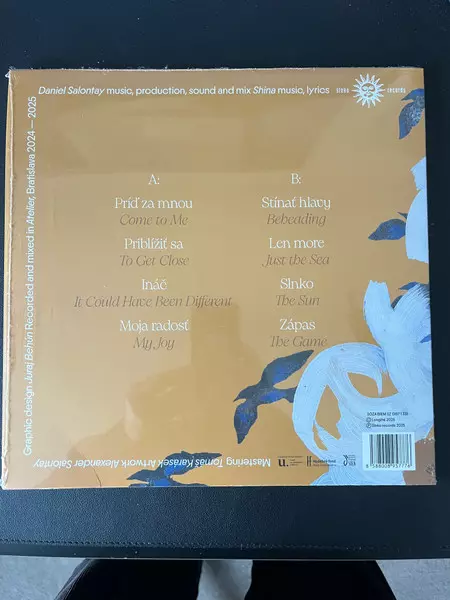 Daniel Salontay music, production, sound and mix Shina music, lyrics
SLNKO RECORDS
Graphic design Juraj Behún Recorded and mixed in Atelier, Bratislava 2024 — 2025
A:
Príď za mnou
Come to Me
Priblížiť sa
To Get Close
Ináč
It Could Have Been Different
Moja radosť
My Joy
B:
Stínať hlavy
Beheading
Len more
Just the Sea
Slnko
The Sun
Zápas
The Game
Mastering Tomáš Karásek Artwork Alexander Salontay
u.